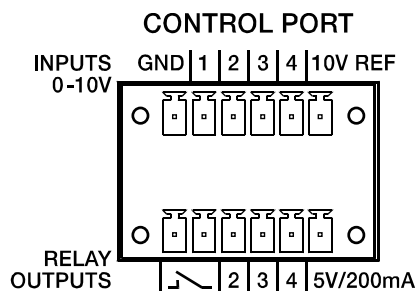 CONTROL PORT
INPUTS GND 1 2 3 4 10V REF
0-10V
RELAY
OUTPUTS 2 3 4 5V/200mA